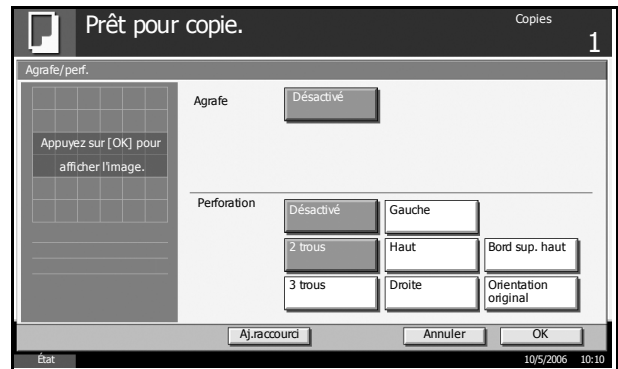 Prêt pour copie.
Copies
1
Agrafe/perf.
Appuyez sur [OK] pour
afficher l'image.
Agrafe
Désactivé
Perforation
Désactivé
Gauche
2 trous
Haut
Bord sup. haut
3 trous
Droite
Orientation
original
Aj.raccourci
Annuler
OK
État
10/5/2006 10:10